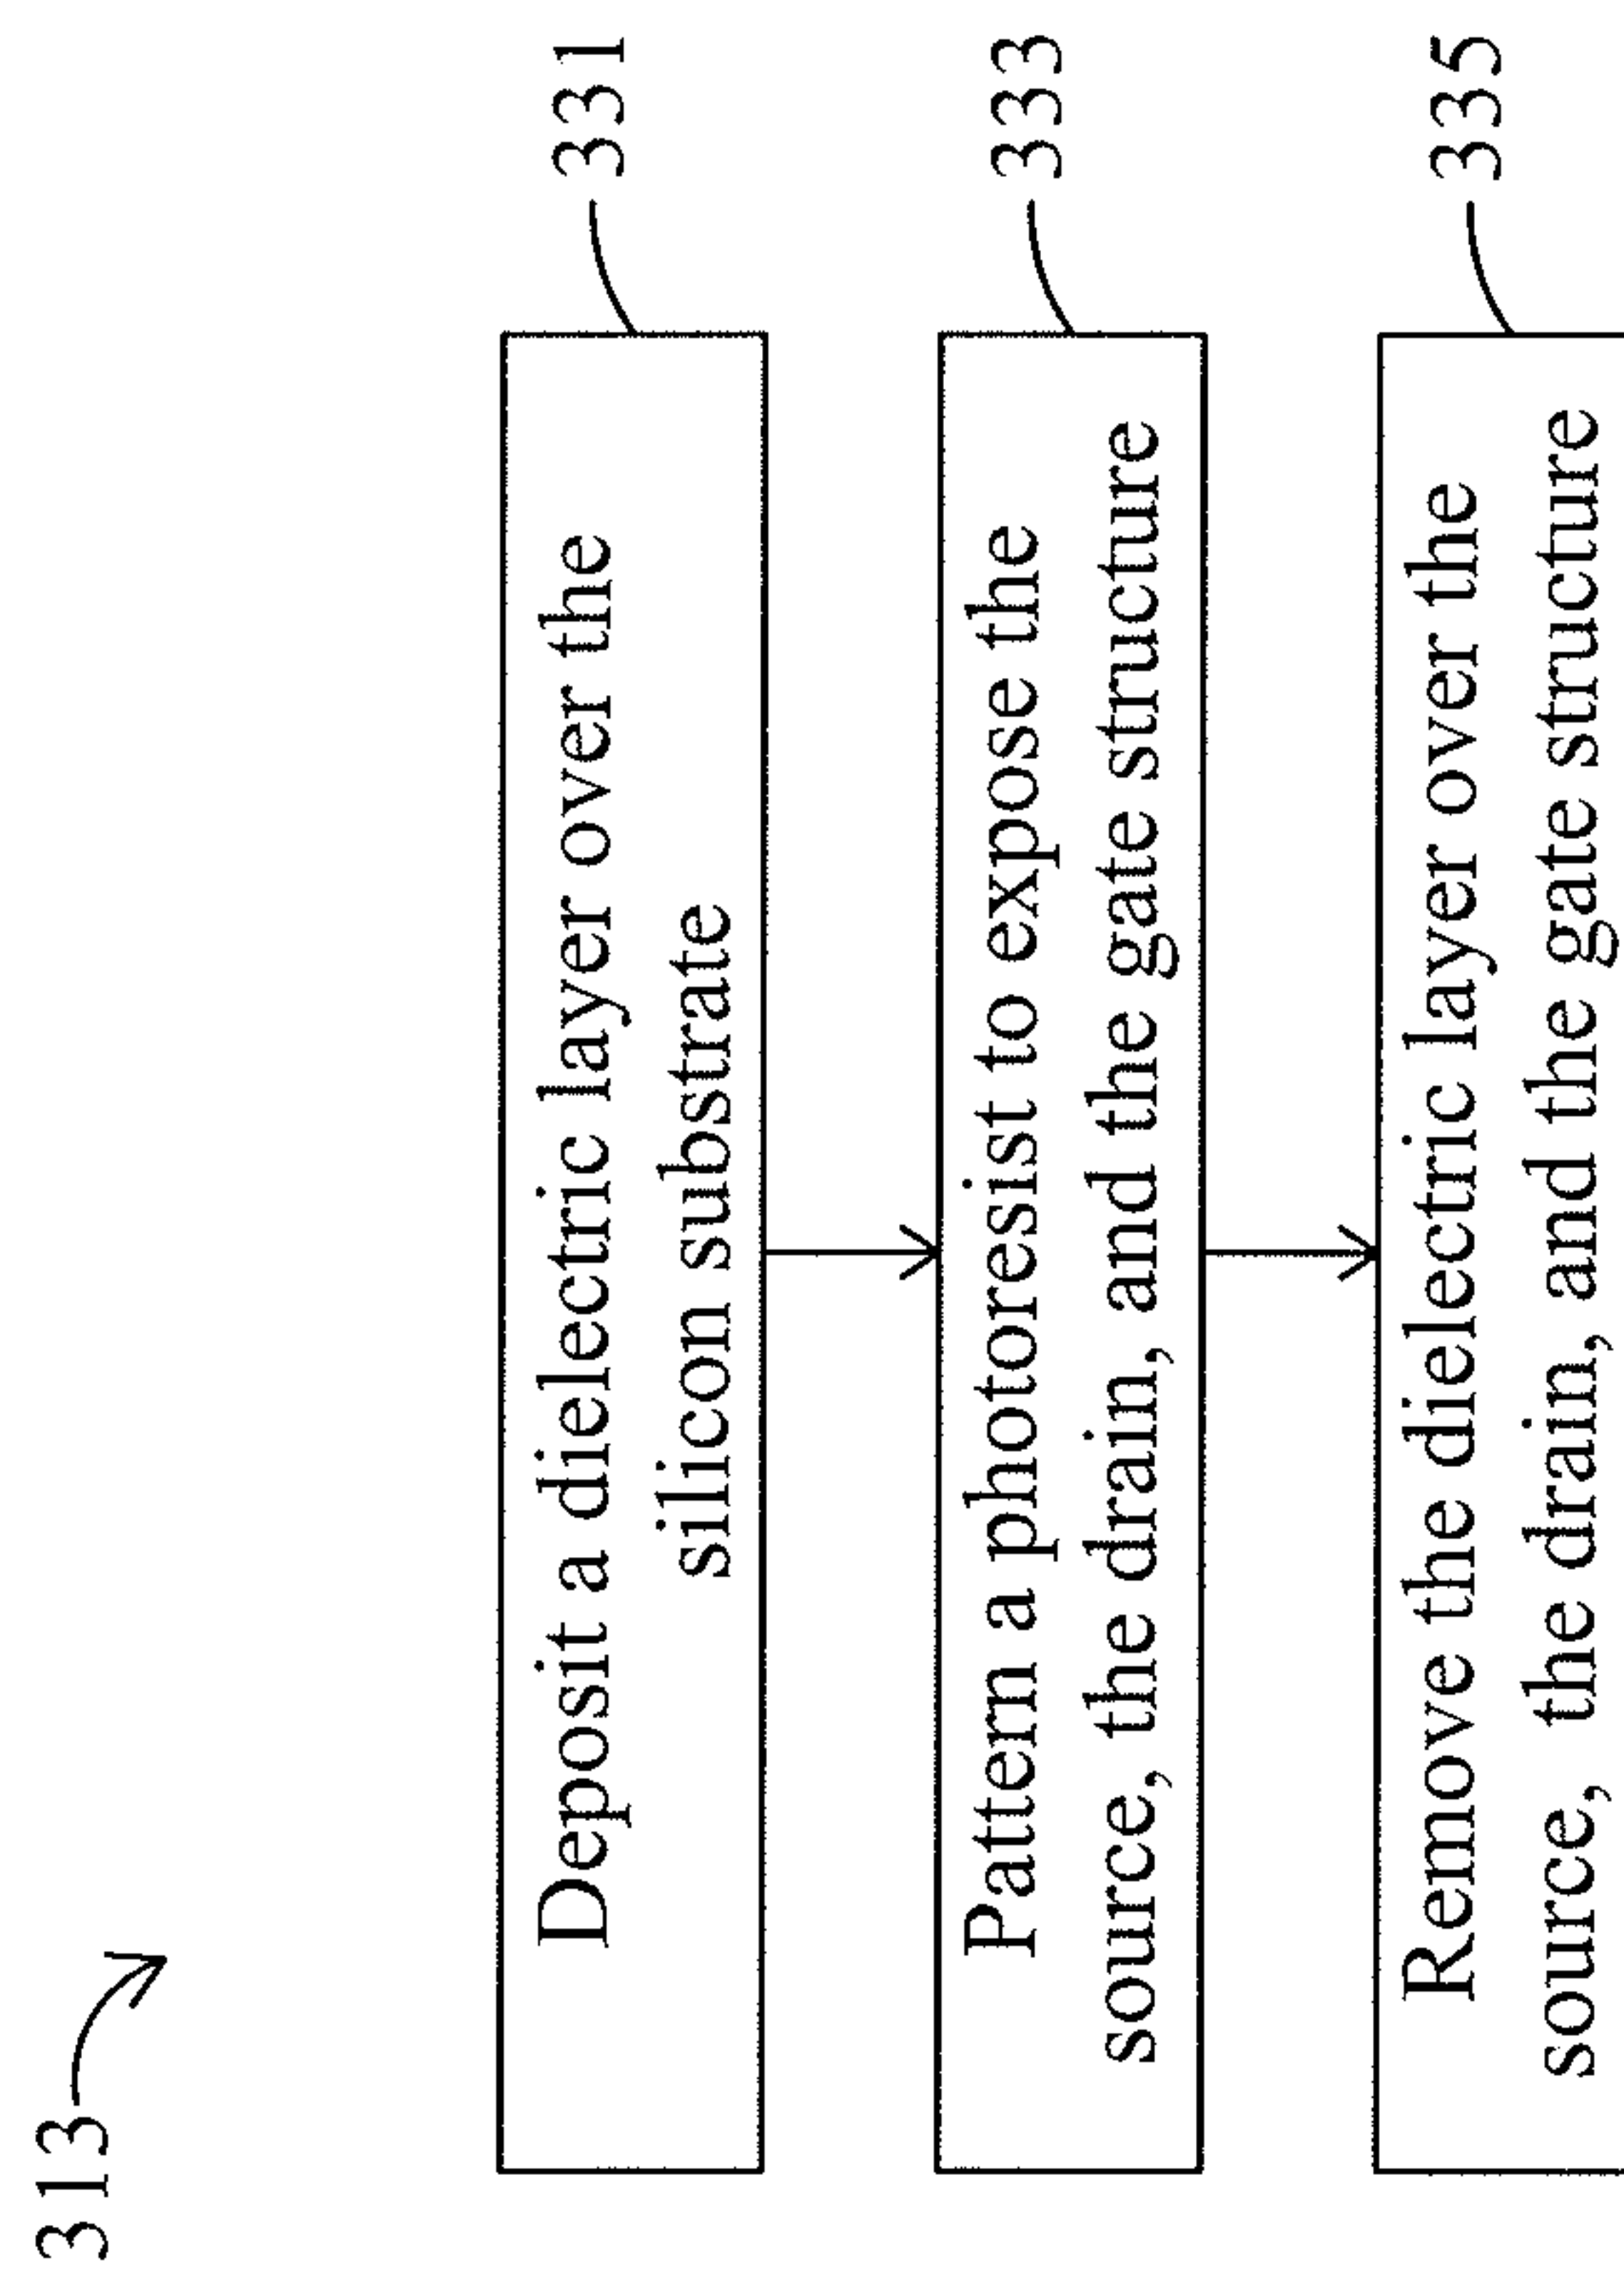 313
331
Deposit a dielectric layer over the
silicon substrate
333
Pattern a photoresist to expose the
source, the drain, and the gate structure
335
Remove the dielectric layer over the
source, the drain, and the gate structure